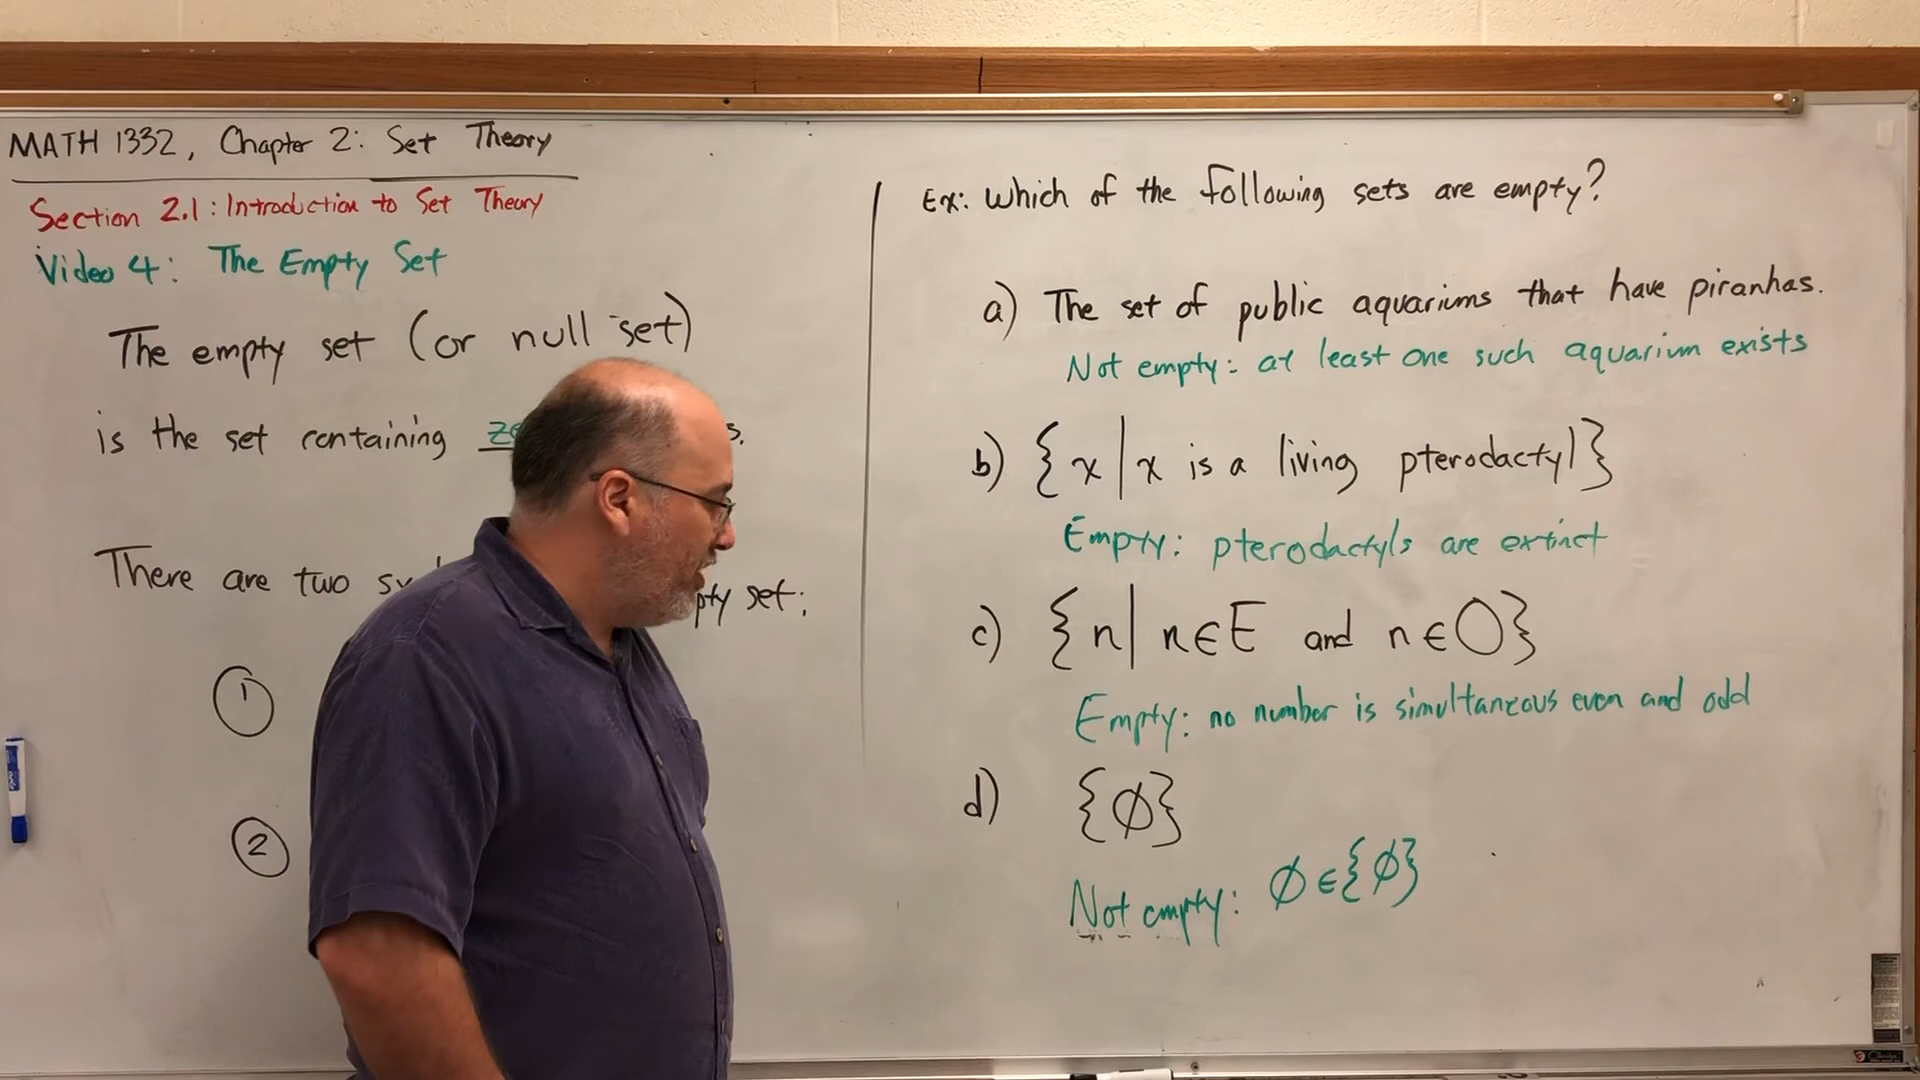 MATH 1332, Chapter 2: Set Theory
Section 2.1: Introduction to Set Theory
Video 4: The Empty Set
The empty set (or null set)
is the set containing
There are two set:
①
②
Ex: Which of the following sets are empty?
a) The set of public aquariums that have piranhas.
Not empty: at least one such aquarium exists
b) {x | x is a living pterodactyl}
Empty: pterodactyls are extinct
c) {n | n∈E and n∈O}
Empty: no number is simultaneous even and odd
d) {∅}
Not empty: ∅∈{∅}